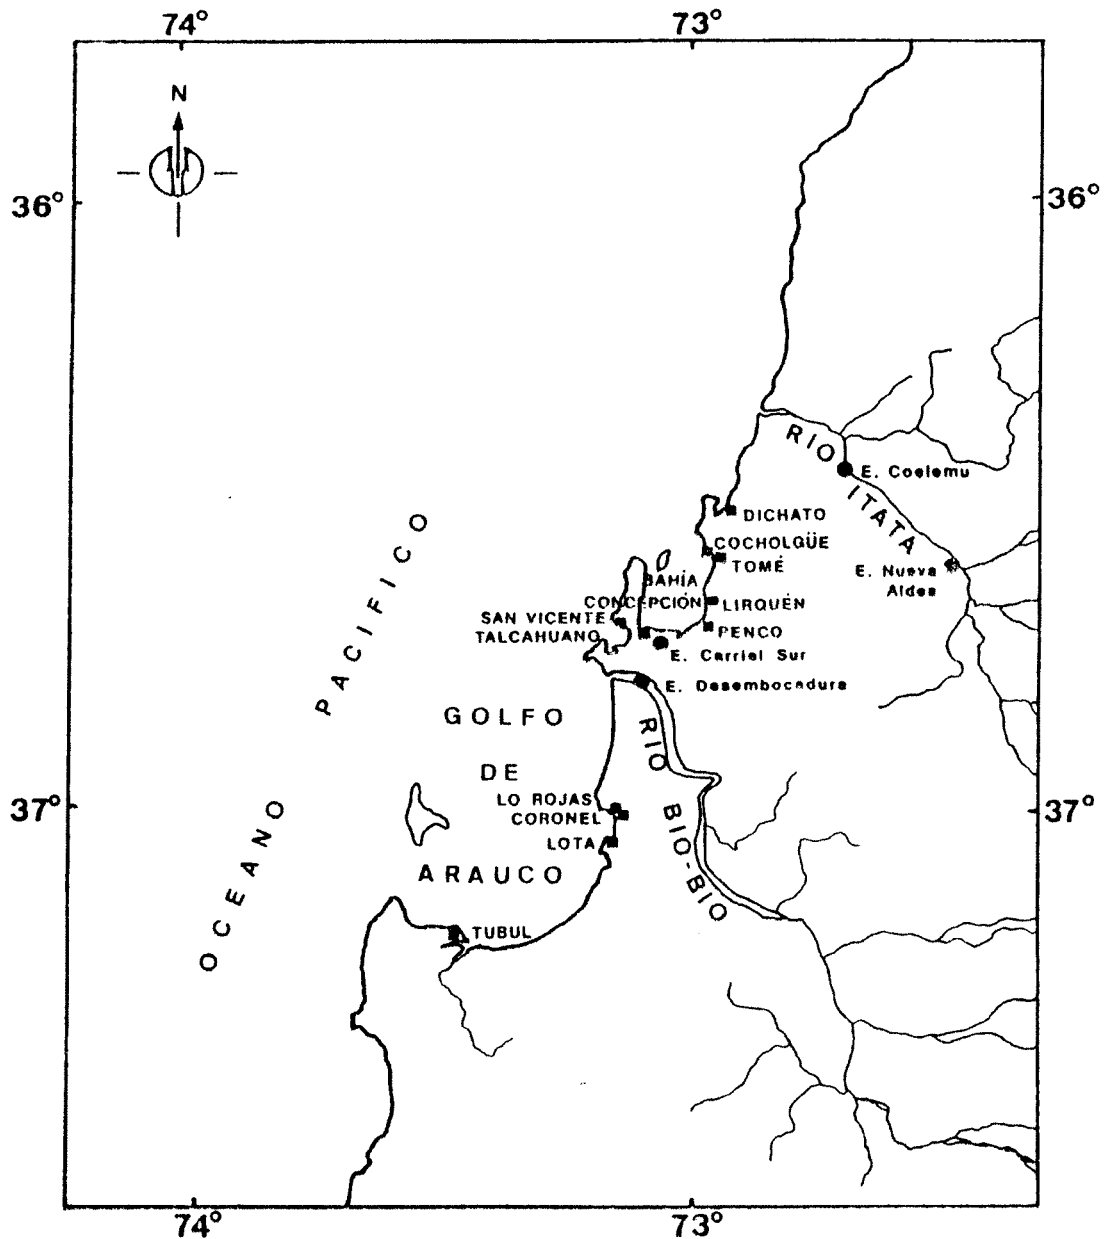 74° 73°
N
36° 36°
RIO ITATA
E. Coelemu
DICHATO
COCHOLGÜE
TOMÉ
E. Nueva
Aldea
BAHÍA
CONCEPCIÓN
LIRQUÉN
SAN VICENTE
TALCAHUANO
PENCO
E. Carriel Sur
E. Desembocadura
OCEANO PACIFICO
GOLFO
DE
ARAUCO
RIO BIO-BIO
LO ROJAS
CORONEL
LOTA
37° 37°
TUBUL
74° 73°